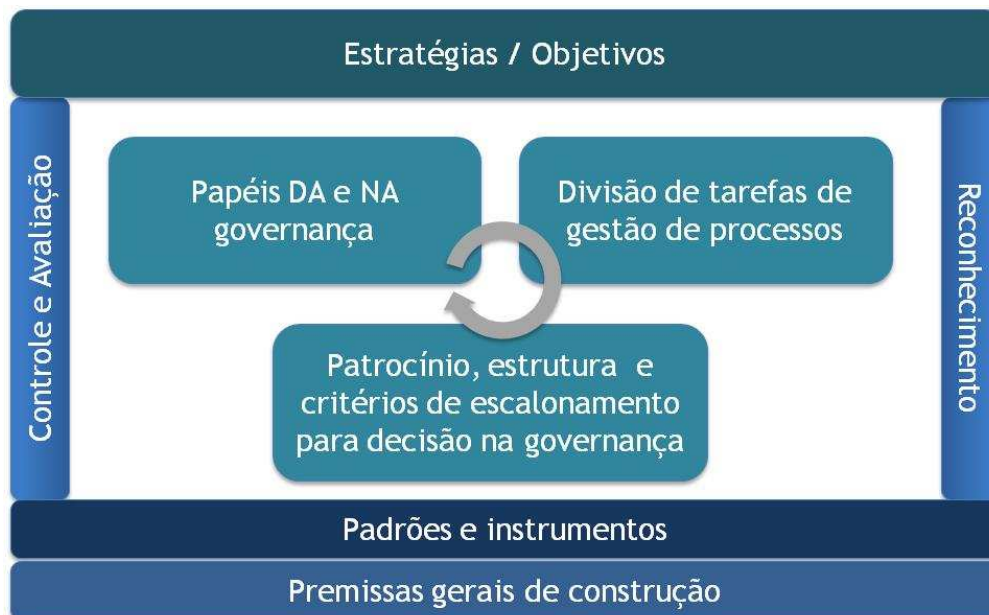 Estratégias / Objetivos
Controle e Avaliação
Papéis DA e NA
governança
Divisão de tarefas de
gestão de processos
Reconhecimento
Patrocínio, estrutura e
critérios de escalonamento
para decisão na governança
Padrões e instrumentos
Premissas gerais de construção